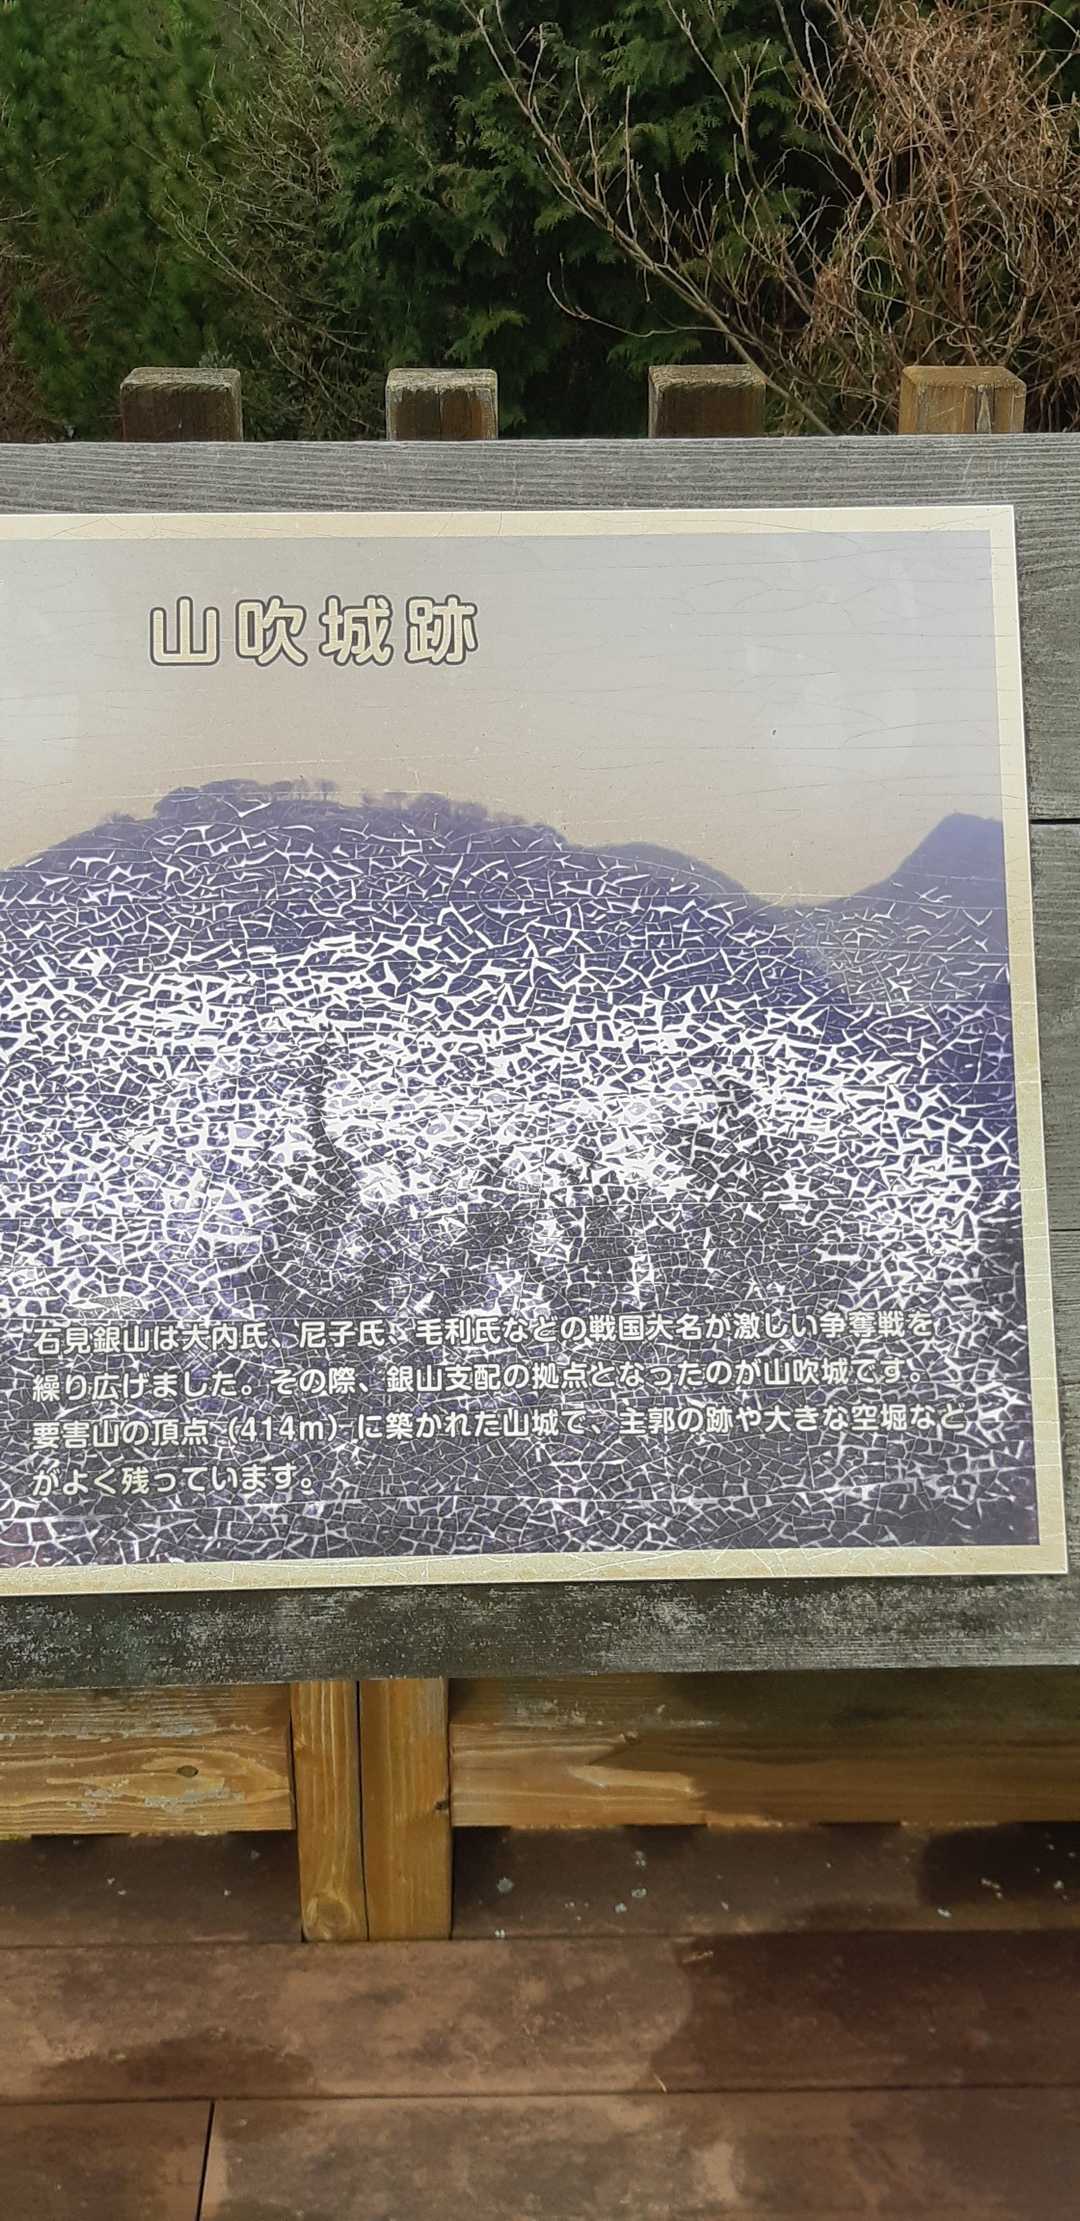 山吹城跡
石見銀山は大内氏、尼子氏、毛利氏などの戦国大名が激しい争奪戦を
繰り広げました。その際、銀山支配の拠点となったのが山吹城です。
要害山の頂点（414m）に築かれた山城で、主郭の跡や大きな空堀など
がよく残っています。